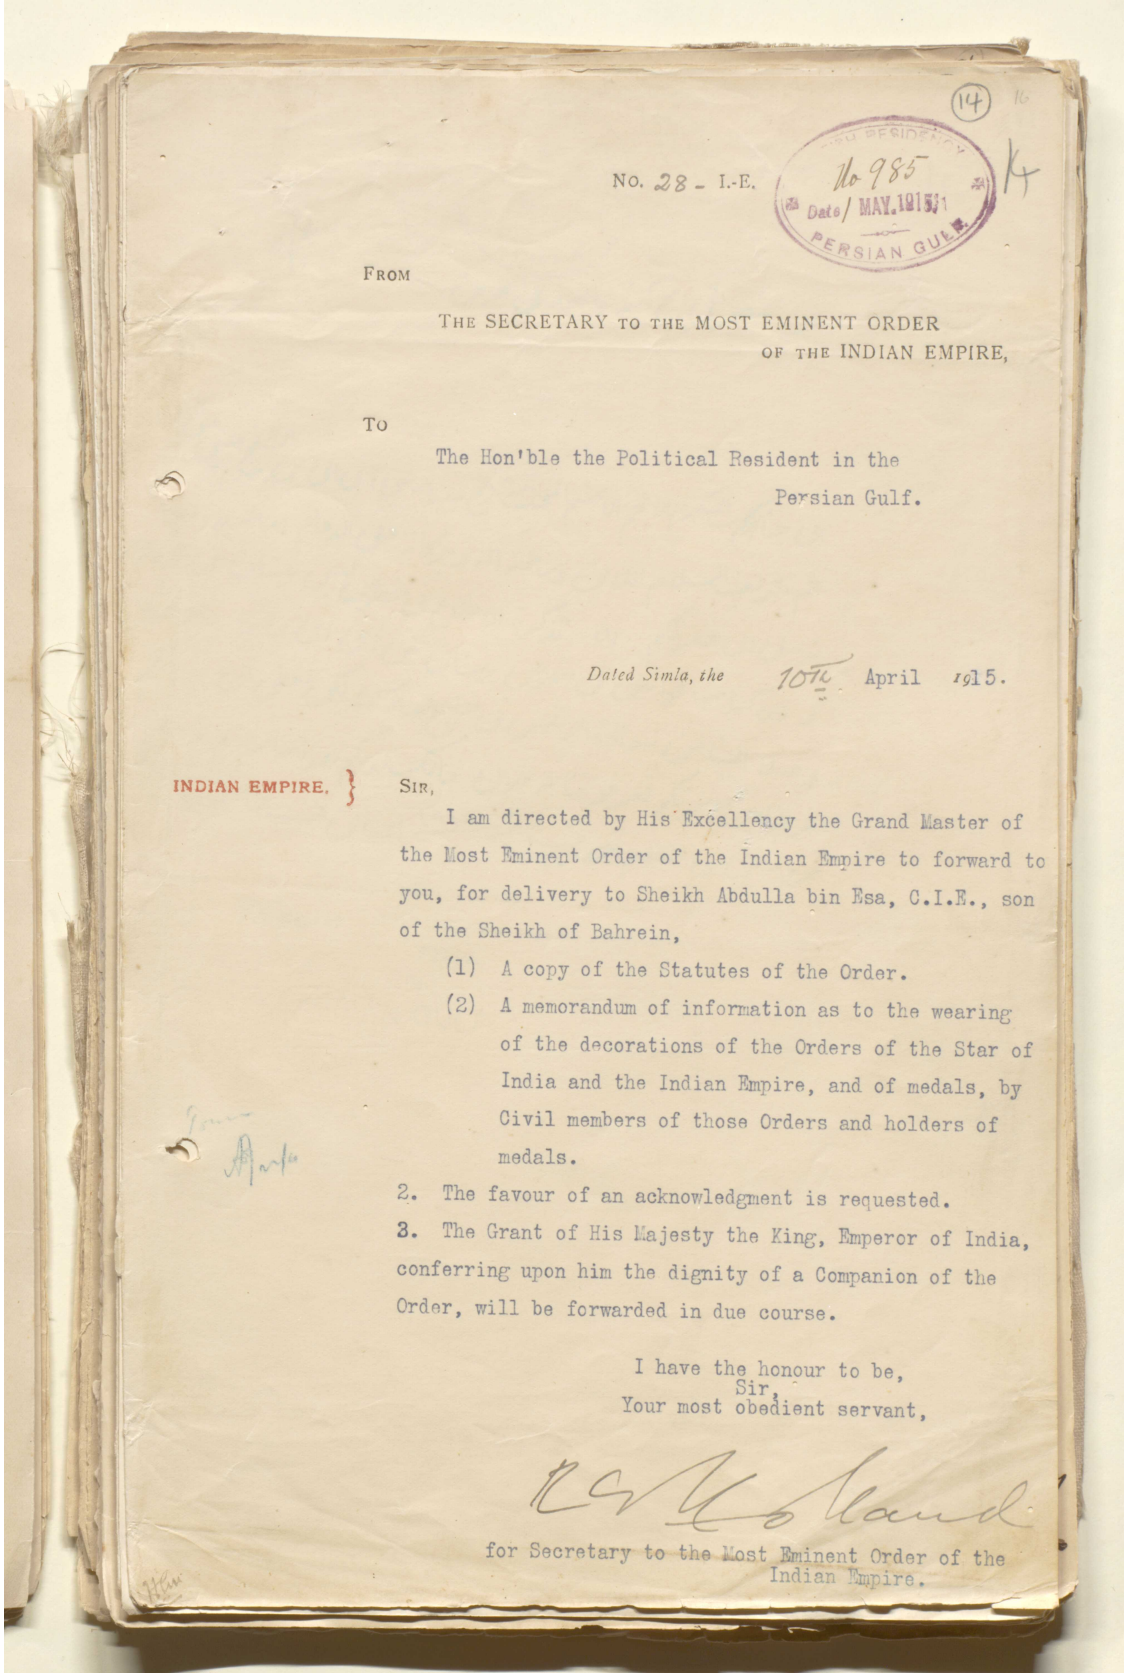 14
16
No. 28 - I.-E.
RESIDENCY
No 985
Date / MAY.1915
PERSIAN GULF.
FROM
THE SECRETARY TO THE MOST EMINENT ORDER
OF THE INDIAN EMPIRE,
TO
The Hon'ble the Political Resident in the
Persian Gulf.
Dated Simla, the 10th April 1915.
INDIAN EMPIRE. }
SIR,
I am directed by His Excellency the Grand Master of
the Most Eminent Order of the Indian Empire to forward to
you, for delivery to Sheikh Abdulla bin Esa, C.I.E., son
of the Sheikh of Bahrein,
(1) A copy of the Statutes of the Order.
(2) A memorandum of information as to the wearing
of the decorations of the Orders of the Star of
India and the Indian Empire, and of medals, by
Civil members of those Orders and holders of
medals.
2. The favour of an acknowledgment is requested.
3. The Grant of His Majesty the King, Emperor of India,
conferring upon him the dignity of a Companion of the
Order, will be forwarded in due course.
I have the honour to be,
Sir,
Your most obedient servant,
Holland
for Secretary to the Most Eminent Order of the
Indian Empire.